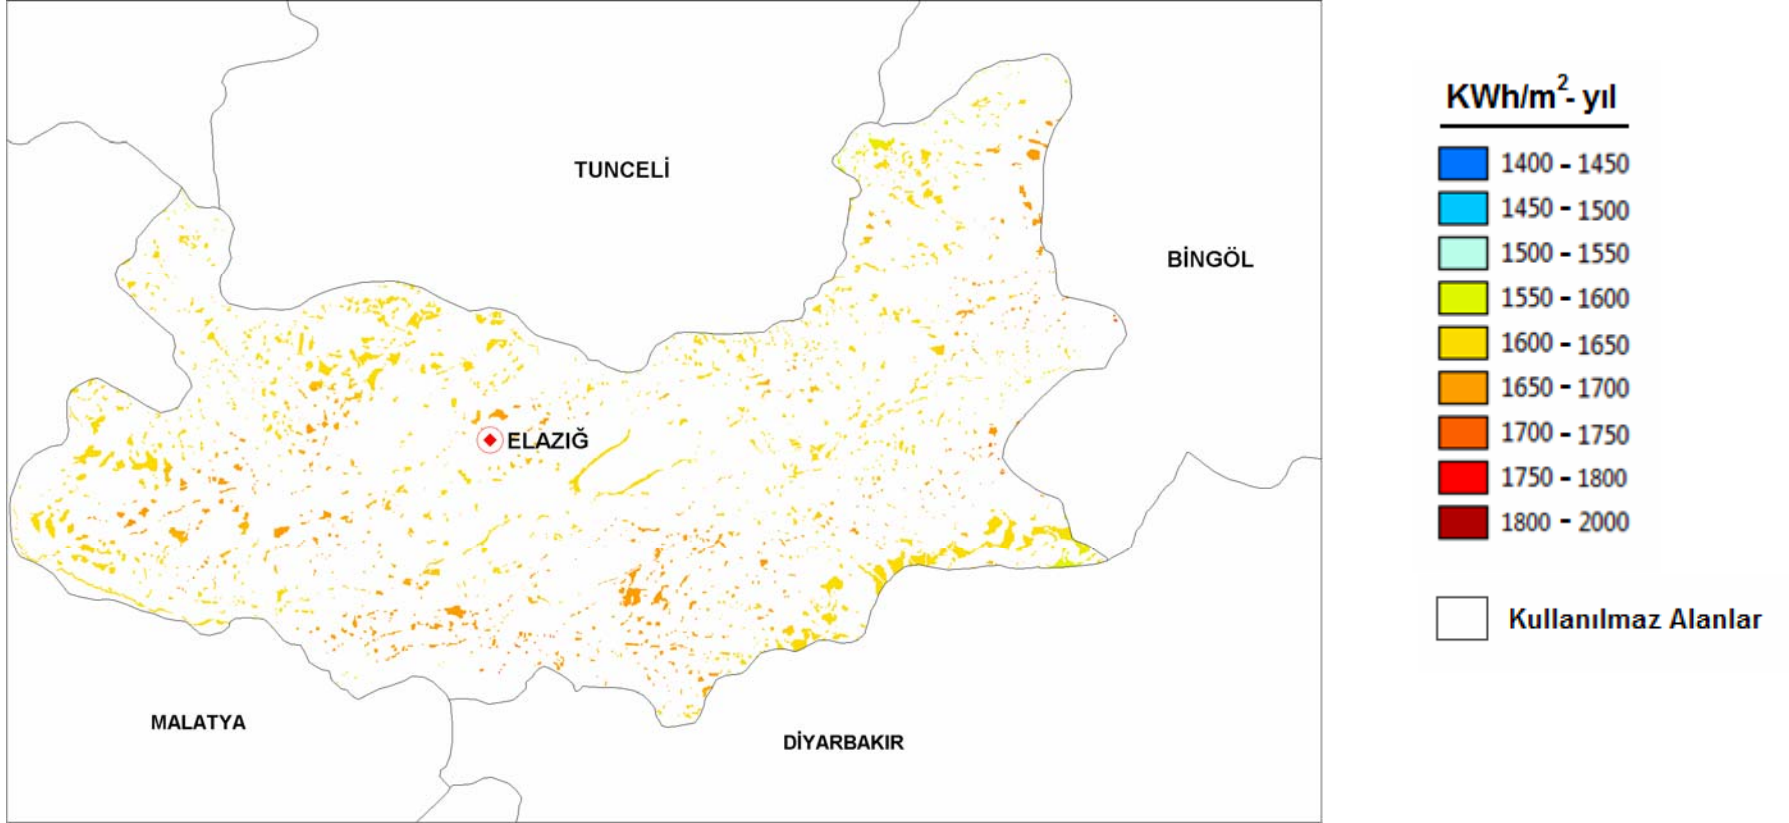 TUNCELİ
BİNGÖL
ELAZIĞ
MALATYA
DİYARBAKIR
KWh/m²- yıl
1400 - 1450
1450 - 1500
1500 - 1550
1550 - 1600
1600 - 1650
1650 - 1700
1700 - 1750
1750 - 1800
1800 - 2000
Kullanılmaz Alanlar